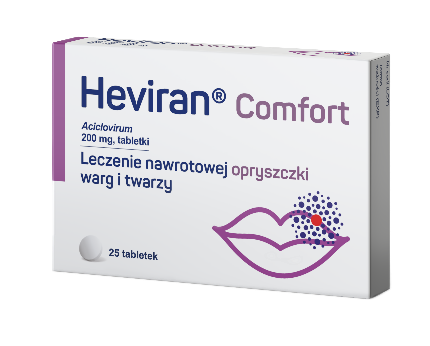 Heviran® Comfort
Aciclovirum
200 mg, tabletki
Leczenie nawrotowej opryszczki
warg i twarzy
25 tabletek